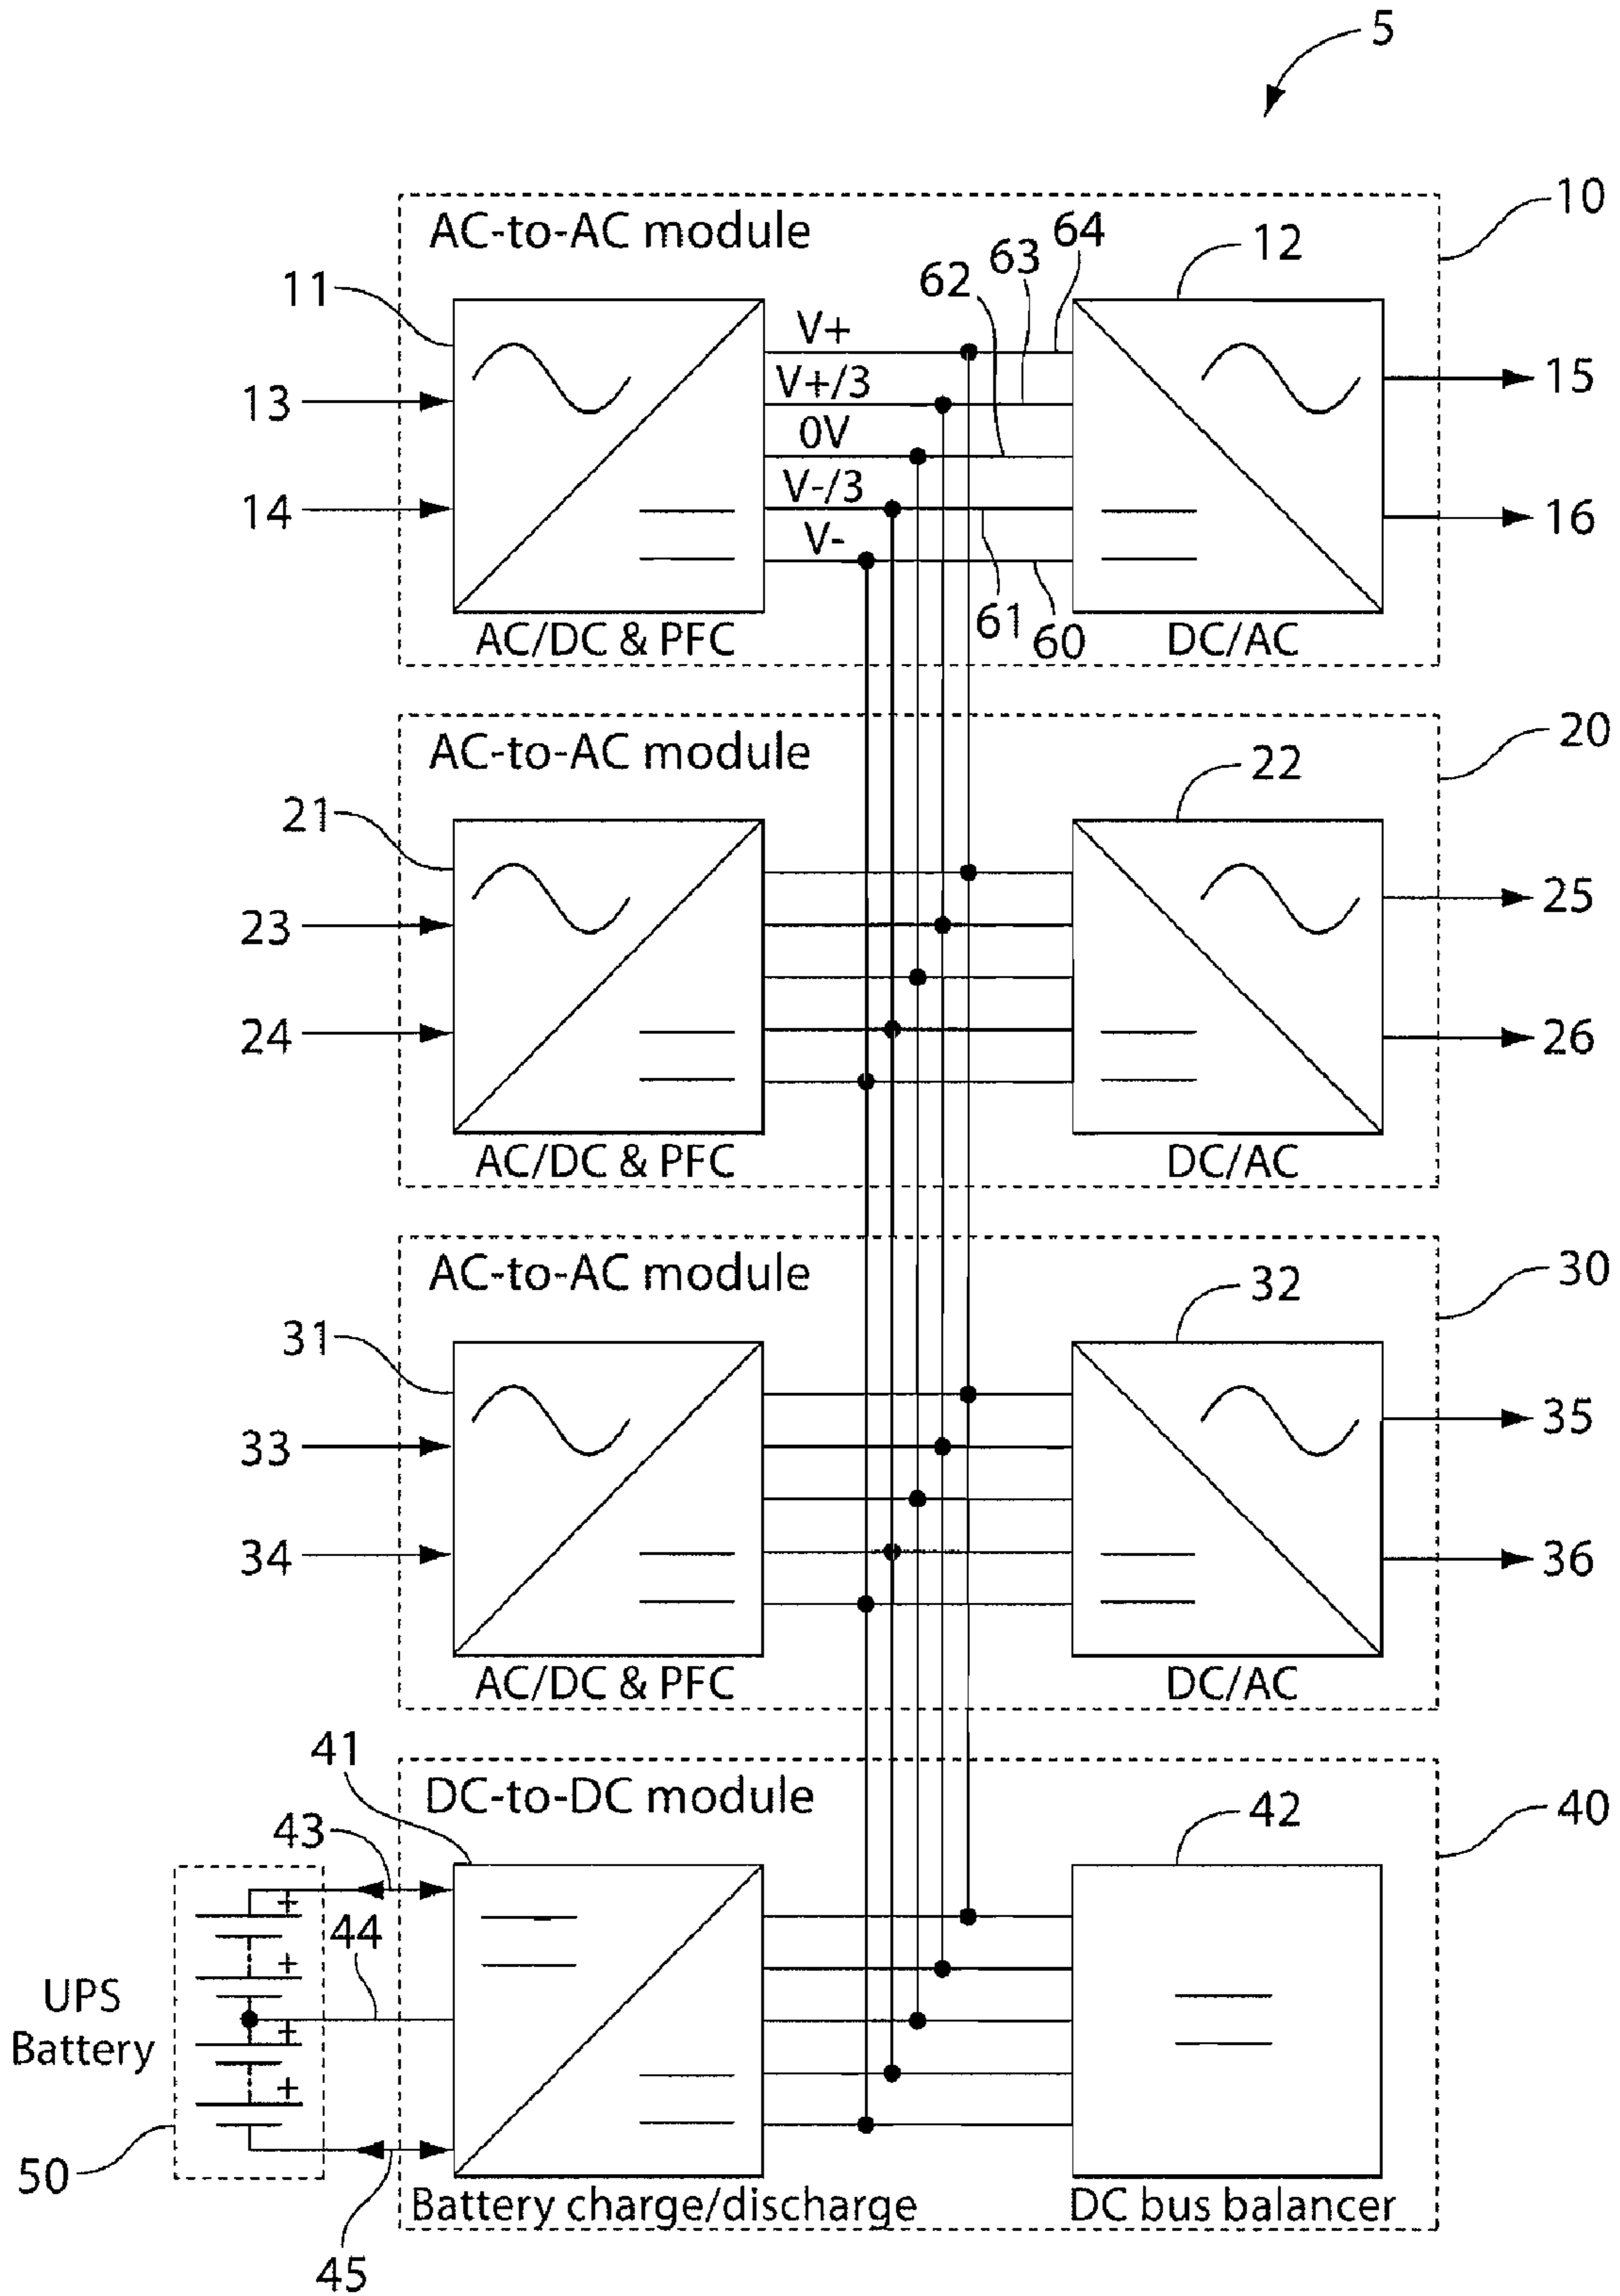 5
10
AC-to-AC module
64
63
62
12
11
V+
V+/3
0V
V-/3
V-
13
14
15
16
61
60
AC/DC & PFC
DC/AC
20
AC-to-AC module
22
21
23
24
25
26
AC/DC & PFC
DC/AC
30
AC-to-AC module
32
31
33
34
35
36
AC/DC & PFC
DC/AC
41
DC-to-DC module
40
42
43
+
44
+
UPS
Battery
+
+
50
45
Battery charge/discharge
DC bus balancer